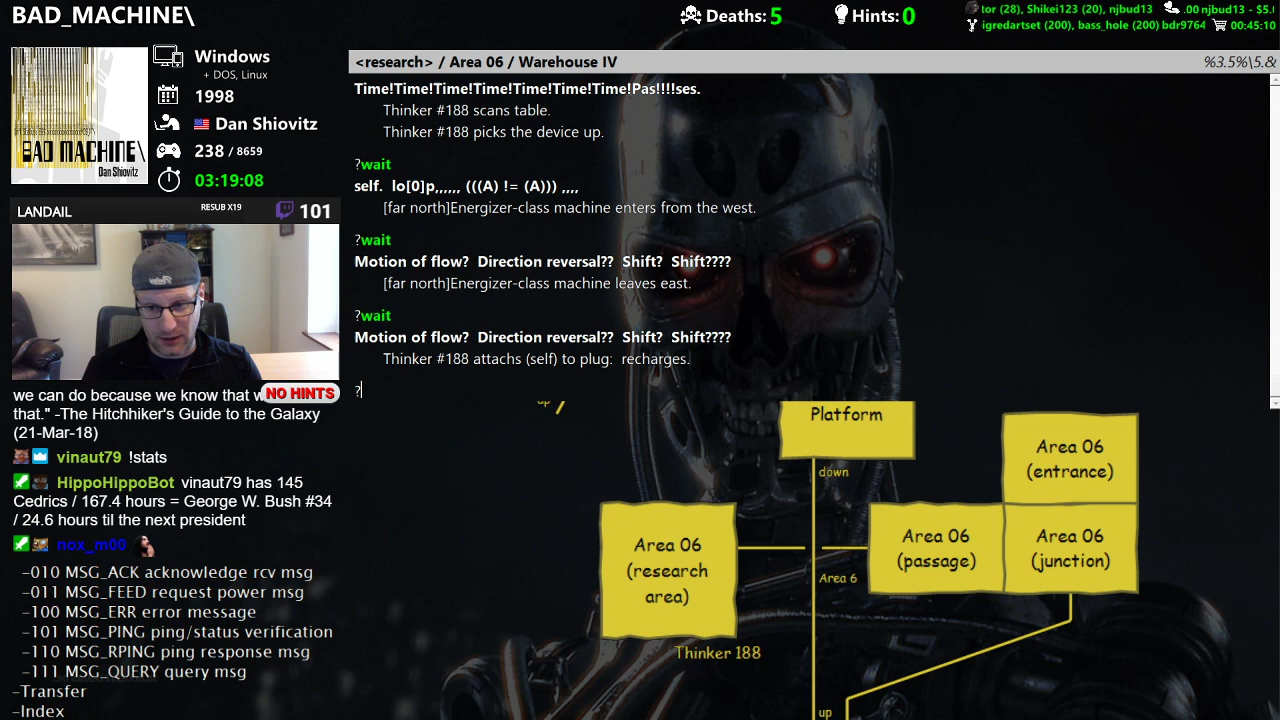 BAD_MACHINE\
Deaths: 5
Hints: 0
tor (28), Shikei123 (20), njbud13
.00 njbud13 - $5.
igredartset (200), bass_hole (200) bdr9764
00:45:10
Windows
+ DOS, Linux
1998
Dan Shiovitz
238 / 8659
03:19:08
BAD MACHINE\
Dan Shiovitz
LANDAIL
RESUB X19
101
NO HINTS
we can do because we know that w
that." -The Hitchhiker's Guide to the Galaxy
(21-Mar-18)
vinaut79 !stats
HippoHippoBot vinaut79 has 145
Cedrics / 167.4 hours = George W. Bush #34
/ 24.6 hours til the next president
nox_m00
-010 MSG_ACK acknowledge rcv msg
-011 MSG_FEED request power msg
-100 MSG_ERR error message
-101 MSG_PING ping/status verification
-110 MSG_RPING ping response msg
-111 MSG_QUERY query msg
-Transfer
-Index
<research> / Area 06 / Warehouse IV
%3.5%\5.8
Time!Time!Time!Time!Time!Time!Time!Pas!!!!ses.
Thinker #188 scans table.
Thinker #188 picks the device up.
?wait
self.  lo[0]p,,,,,, (((A) != (A))) ,,,,
[far north]Energizer-class machine enters from the west.
?wait
Motion of flow?  Direction reversal??  Shift?  Shift????
[far north]Energizer-class machine leaves east.
?wait
Motion of flow?  Direction reversal??  Shift?  Shift????
Thinker #188 attachs (self) to plug:  recharges.
?
up
Platform
down
Area 06
(entrance)
Area 06
(research
area)
Area 6
Area 06
(passage)
Area 06
(junction)
Thinker 188
up